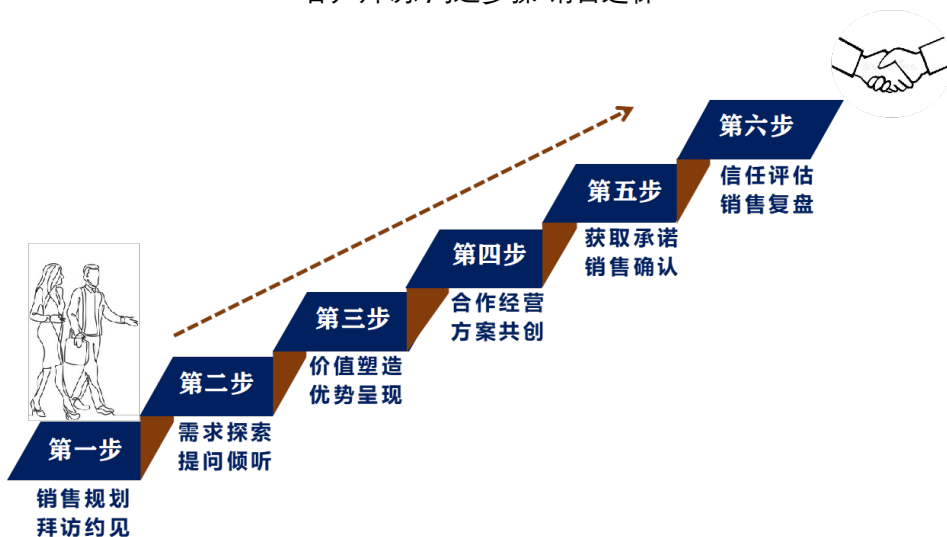 第六步
信任评估
销售复盘
第五步
获取承诺
销售确认
第四步
合作经营
方案共创
第三步
价值塑造
优势呈现
第二步
需求探索
提问倾听
第一步
销售规划
拜访约见